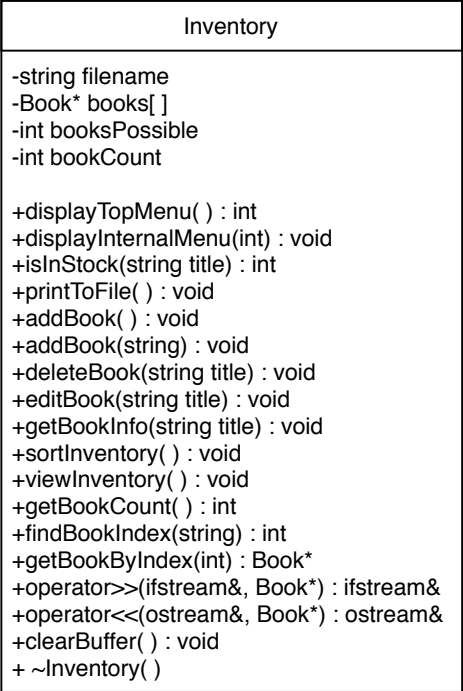 Inventory
-string filename
-Book* books[ ]
-int booksPossible
-int bookCount
+displayTopMenu( ) : int
+displayInternalMenu(int) : void
+isInStock(string title) : int
+printToFile( ) : void
+addBook( ) : void
+addBook(string) : void
+deleteBook(string title) : void
+editBook(string title) : void
+getBookInfo(string title) : void
+sortInventory( ) : void
+viewInventory( ) : void
+getBookCount( ) : int
+findBookIndex(string) : int
+getBookByIndex(int) : Book*
+operator>>(ifstream&, Book*) : ifstream&
+operator<<(ostream&, Book*) : ostream&
+clearBuffer( ) : void
+ ~Inventory( )